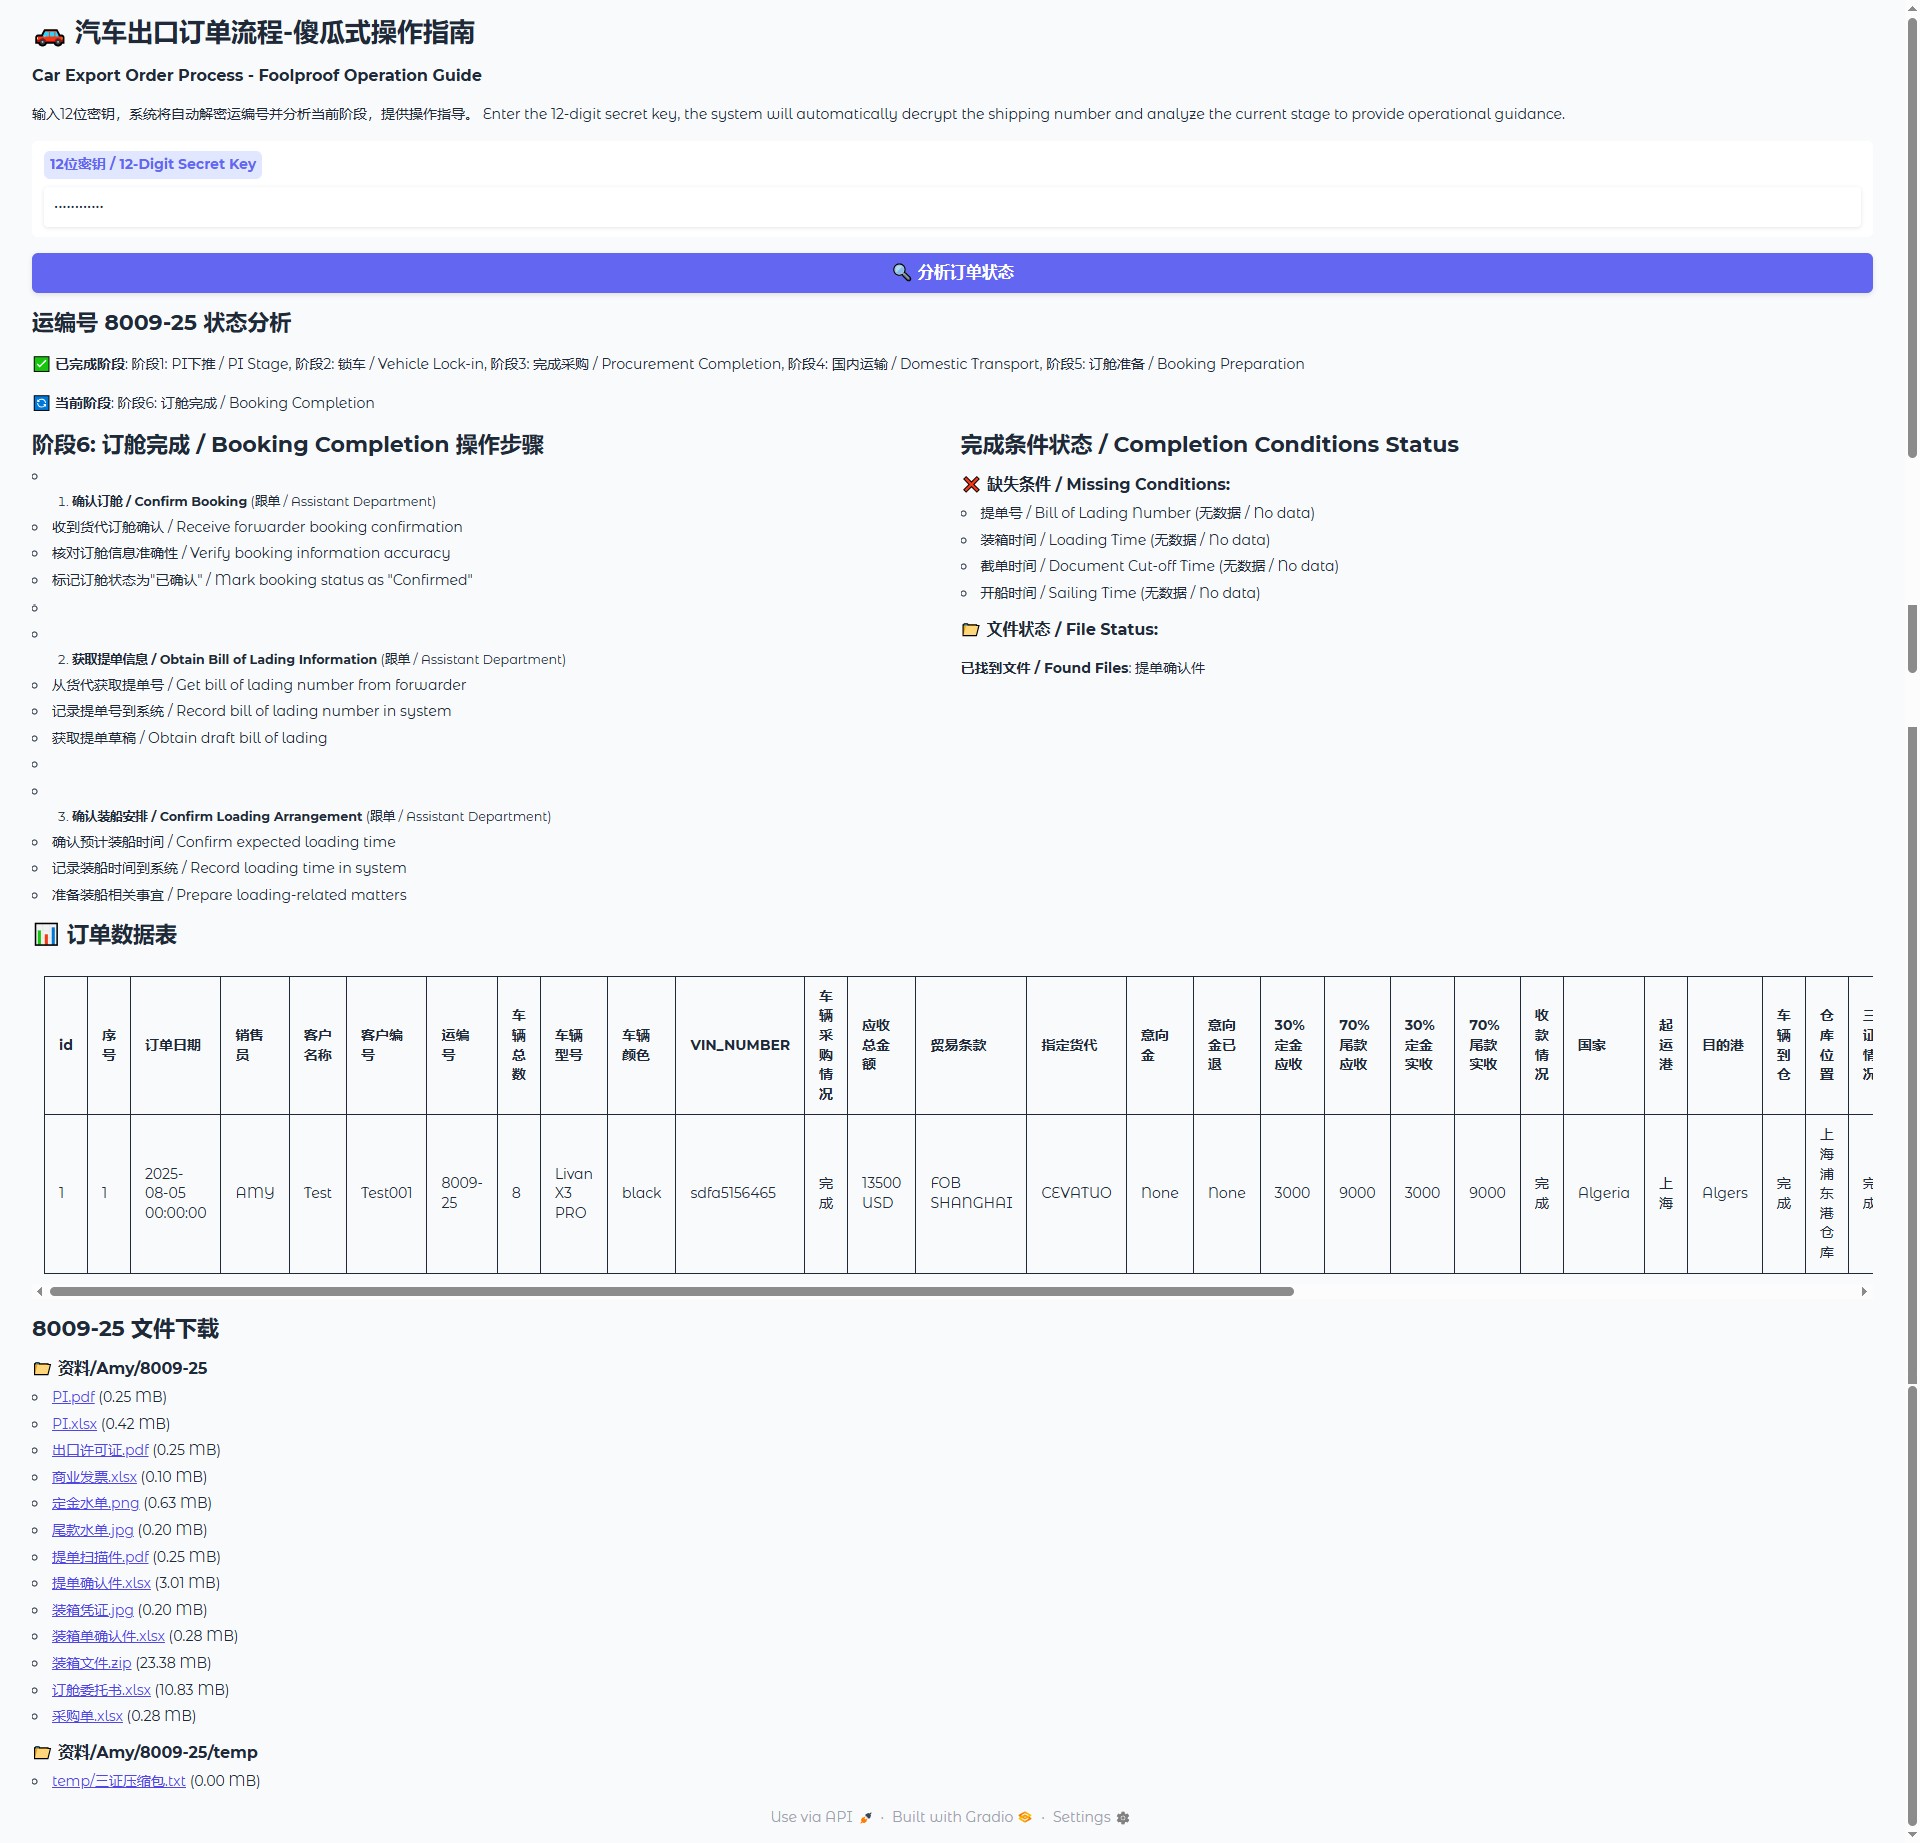 🚗 汽车出口订单流程-傻瓜式操作指南
Car Export Order Process - Foolproof Operation Guide
输入12位密钥，系统将自动解密运编号并分析当前阶段，提供操作指导。 Enter the 12-digit secret key, the system will automatically decrypt the shipping number and analyze the current stage to provide operational guidance.
12位密钥 / 12-Digit Secret Key
············
🔍 分析订单状态
运编号 8009-25 状态分析
✅ 已完成阶段: 阶段1: PI下推 / PI Stage, 阶段2: 锁车 / Vehicle Lock-in, 阶段3: 完成采购 / Procurement Completion, 阶段4: 国内运输 / Domestic Transport, 阶段5: 订舱准备 / Booking Preparation
🔄 当前阶段: 阶段6: 订舱完成 / Booking Completion
阶段6: 订舱完成 / Booking Completion 操作步骤
1. 确认订舱 / Confirm Booking (跟单 / Assistant Department)
收到货代订舱确认 / Receive forwarder booking confirmation
核对订舱信息准确性 / Verify booking information accuracy
标记订舱状态为"已确认" / Mark booking status as "Confirmed"
2. 获取提单信息 / Obtain Bill of Lading Information (跟单 / Assistant Department)
从货代获取提单号 / Get bill of lading number from forwarder
记录提单号到系统 / Record bill of lading number in system
获取提单草稿 / Obtain draft bill of lading
3. 确认装船安排 / Confirm Loading Arrangement (跟单 / Assistant Department)
确认预计装船时间 / Confirm expected loading time
记录装船时间到系统 / Record loading time in system
准备装船相关事宜 / Prepare loading-related matters
完成条件状态 / Completion Conditions Status
❌ 缺失条件 / Missing Conditions:
提单号 / Bill of Lading Number (无数据 / No data)
装箱时间 / Loading Time (无数据 / No data)
截单时间 / Document Cut-off Time (无数据 / No data)
开船时间 / Sailing Time (无数据 / No data)
📁 文件状态 / File Status:
已找到文件 / Found Files: 提单确认件
📊 订单数据表
id 序号 订单日期 销售员 客户名称 客户编号 运编号 车辆总数 车辆型号 车辆颜色 VIN_NUMBER 车辆采购情况 应收总金额 贸易条款 指定货代 意向金 意向金已退 30%定金应收 70%尾款应收 30%定金实收 70%尾款实收 收款情况 国家 起运港 目的港 车辆到仓 仓库位置 三证情况
1 1 2025-08-05 00:00:00 AMY Test Test001 8009-25 8 Livan X3 PRO black sdfa5156465 完成 13500 USD FOB SHANGHAI CEVATUO None None 3000 9000 3000 9000 完成 Algeria 上海 Algers 完成 上海浦东港仓库 完成
8009-25 文件下载
📁 资料/Amy/8009-25
PI.pdf (0.25 MB)
PI.xlsx (0.42 MB)
出口许可证.pdf (0.25 MB)
商业发票.xlsx (0.10 MB)
定金水单.png (0.63 MB)
尾款水单.jpg (0.20 MB)
提单扫描件.pdf (0.25 MB)
提单确认件.xlsx (3.01 MB)
装箱凭证.jpg (0.20 MB)
装箱单确认件.xlsx (0.28 MB)
装箱文件.zip (23.38 MB)
订舱委托书.xlsx (10.83 MB)
采购单.xlsx (0.28 MB)
📁 资料/Amy/8009-25/temp
temp/三证压缩包.txt (0.00 MB)
Use via API 🚀 · Built with Gradio · Settings ⚙